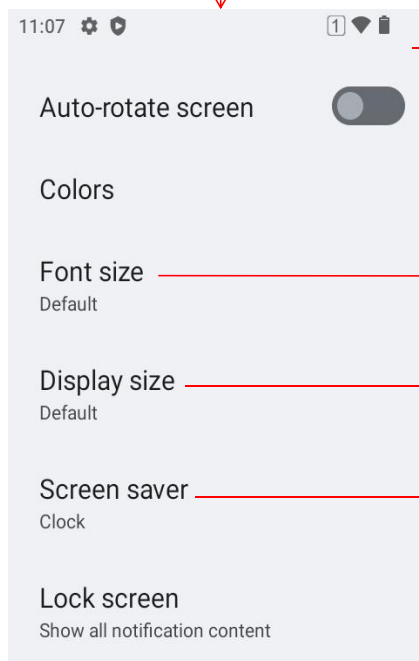 11:07
1
Auto-rotate screen
Colors
Font size
Default
Display size
Default
Screen saver
Clock
Lock screen
Show all notification content